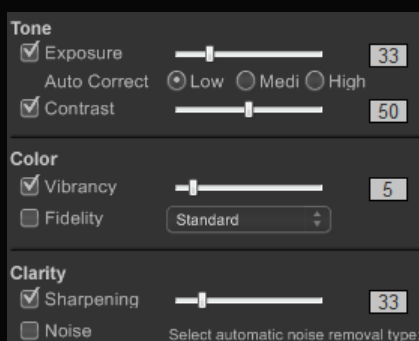 Tone
Exposure 33
Auto Correct Low Medi High
Contrast 50
Color
Vibrancy 5
Fidelity Standard
Clarity
Sharpening 33
Noise Select automatic noise removal type: